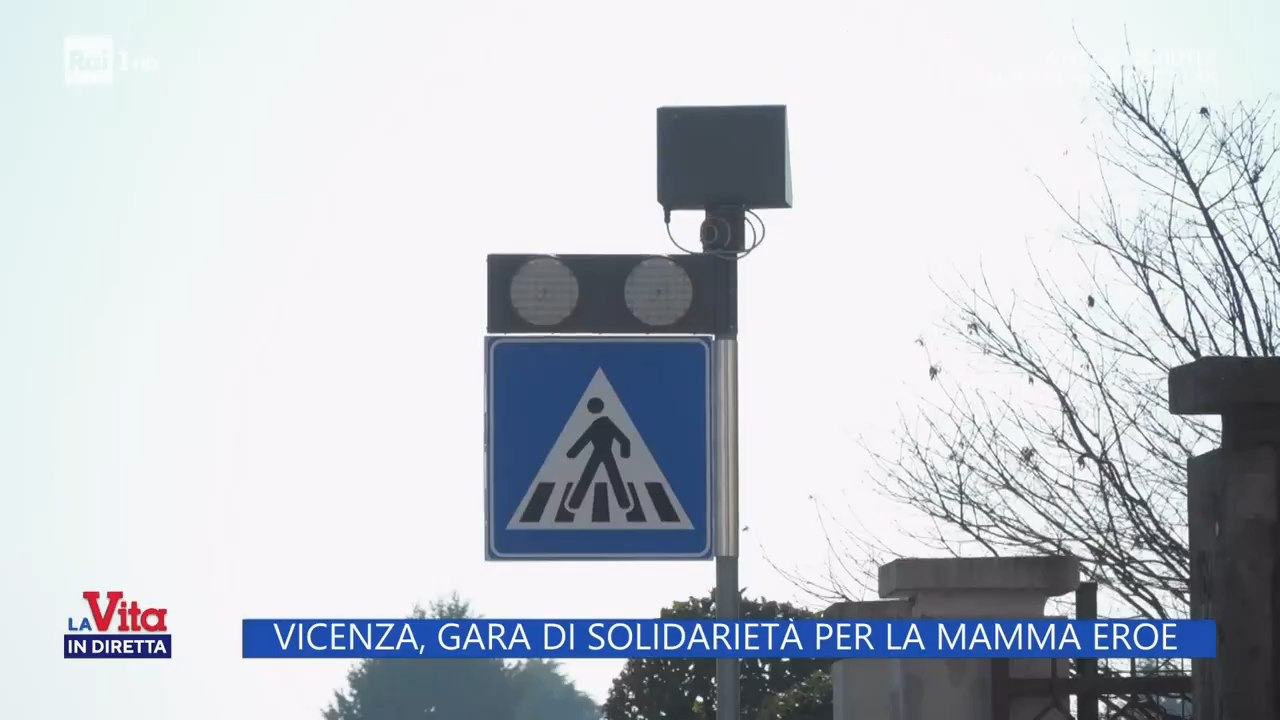 Rai 1 HD
LA Vita
IN DIRETTA
VICENZA, GARA DI SOLIDARIETÀ PER LA MAMMA EROE